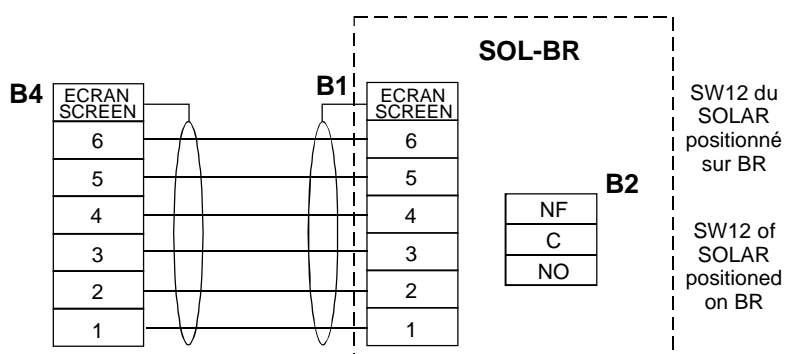 SOL-BR
B4
ECRAN
SCREEN
6
5
4
3
2
1
B1
ECRAN
SCREEN
6
5
4
3
2
1
B2
NF
C
NO
SW12 du
SOLAR
positionné
sur BR
SW12 of
SOLAR
positioned
on BR